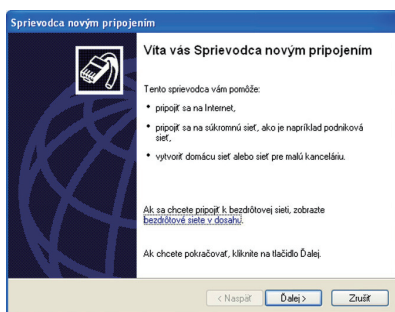 Sprievodca novým pripojením
Víta vás Sprievodca novým pripojením
Tento sprievodca vám pomôže:
• pripojiť sa na Internet,
• pripojiť sa na súkromnú sieť, ako je napríklad podniková
sieť,
• vytvoriť domácu sieť alebo sieť pre malú kanceláriu.
Ak sa chcete pripojiť k bezdrôtovej sieti, zobrazte
bezdrôtové siete v dosahu.
Ak chcete pokračovať, kliknite na tlačidlo Ďalej.
< Naspäť
Ďalej >
Zrušiť